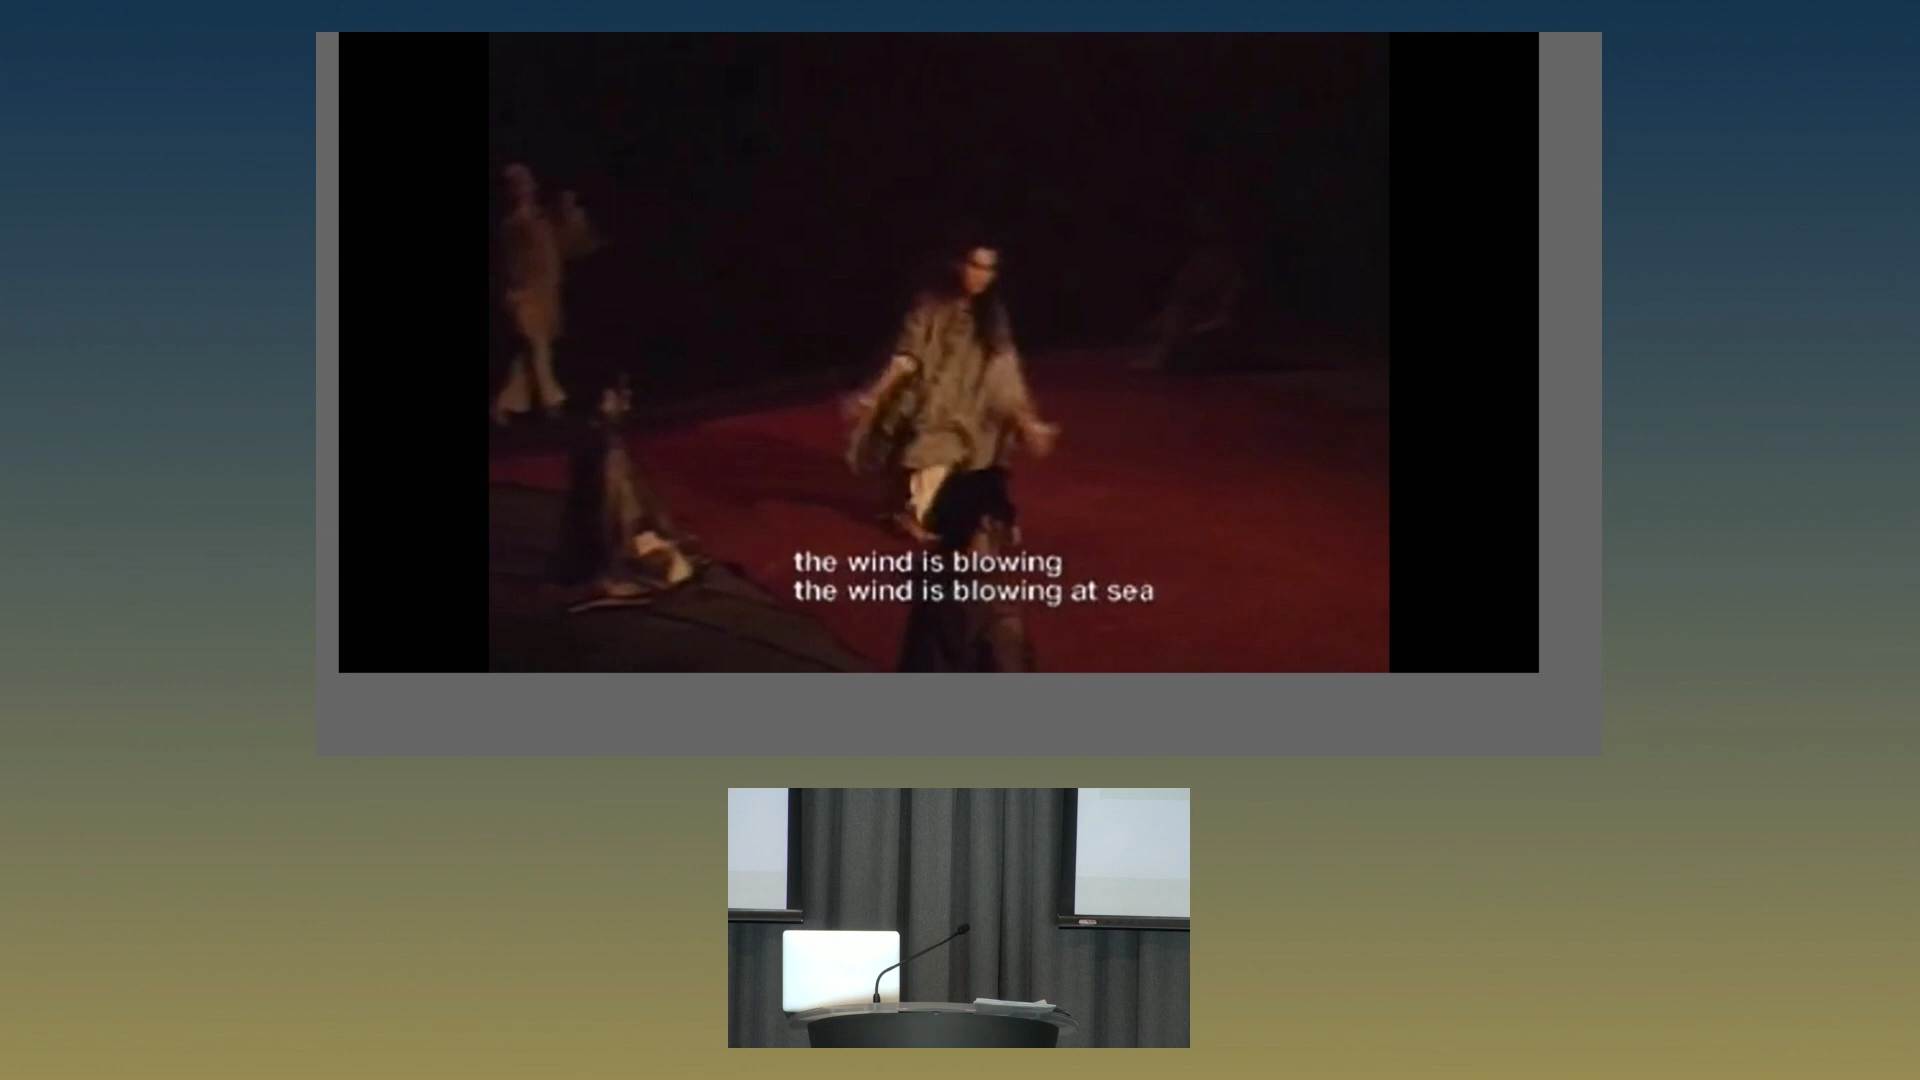 the wind is blowing
the wind is blowing at sea